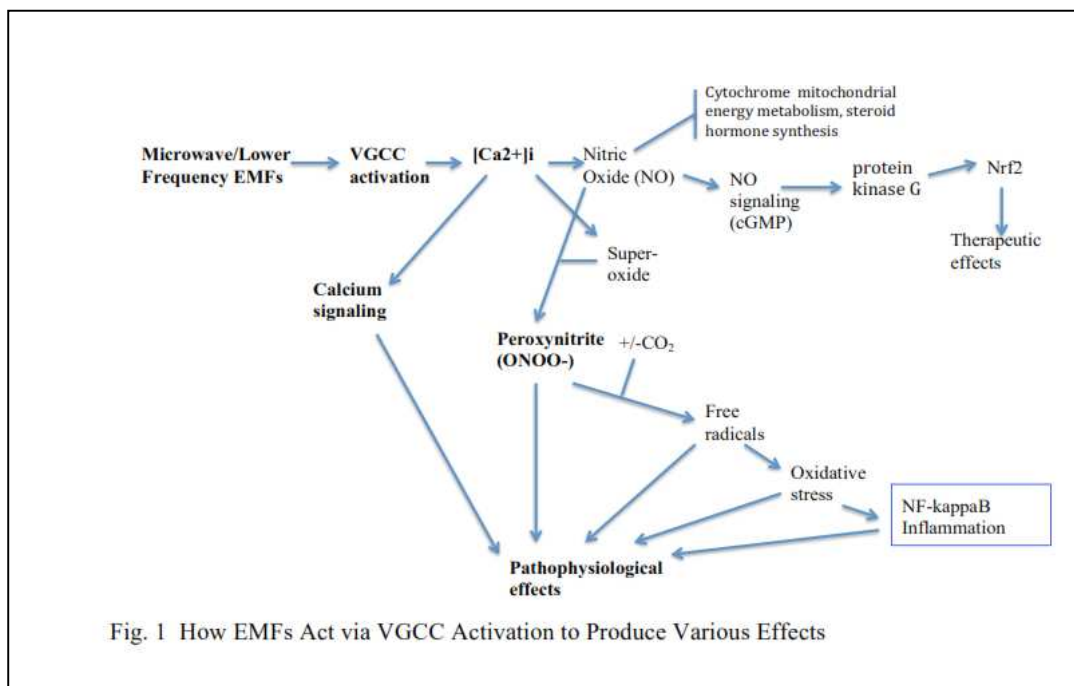 Cytochrome mitochondrial
energy metabolism, steroid
hormone synthesis
Microwave/Lower
Frequency EMFs
VGCC
activation
[Ca2+]i
Nitric
Oxide (NO)
NO
signaling
(cGMP)
protein
kinase G
Nrf2
Therapeutic
effects
Super-
oxide
Calcium
signaling
Peroxynitrite
(ONOO-)
+/-CO₂
Free
radicals
Oxidative
stress
NF-kappaB
Inflammation
Pathophysiological
effects
Fig. 1 How EMFs Act via VGCC Activation to Produce Various Effects